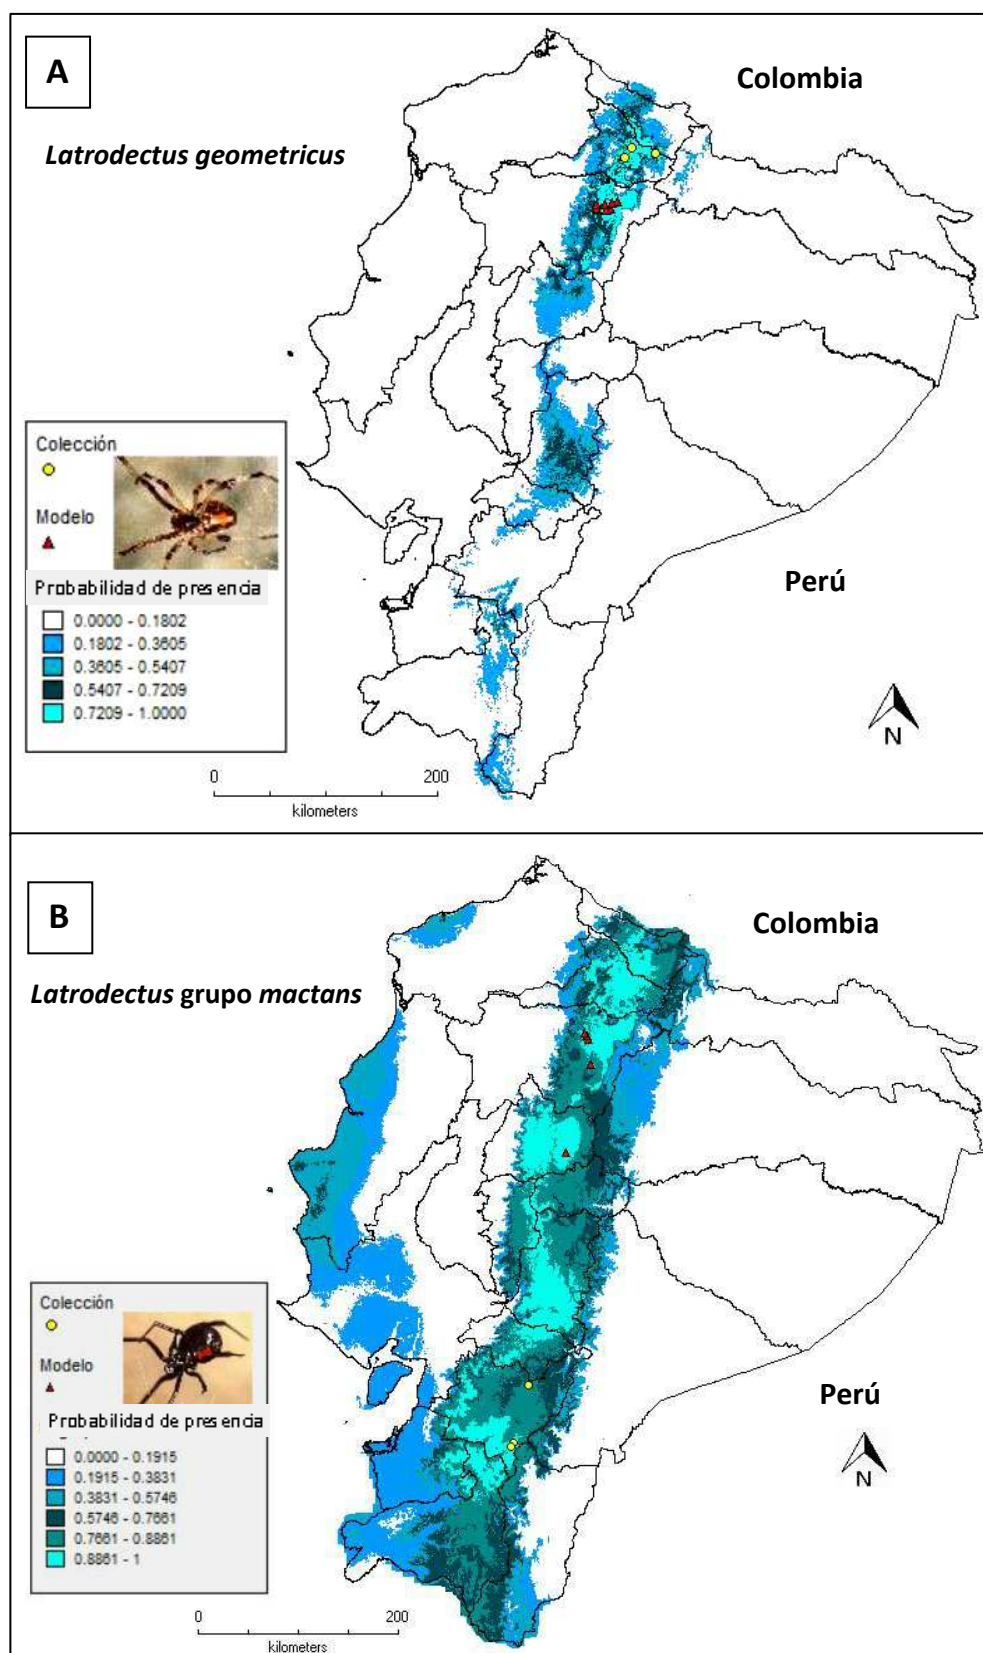 A
Colombia
Latrodectus geometricus
Colección
Modelo
Probabilidad de presencia
0.0000 - 0.1802
0.1802 - 0.3605
0.3605 - 0.5407
0.5407 - 0.7209
0.7209 - 1.0000
Perú
N
0 200
kilometers
B
Colombia
Latrodectus grupo mactans
Colección
Modelo
Probabilidad de presencia
0.0000 - 0.1915
0.1915 - 0.3831
0.3831 - 0.5746
0.5746 - 0.7661
0.7661 - 0.8861
0.8861 - 1
Perú
N
0 200
kilometers